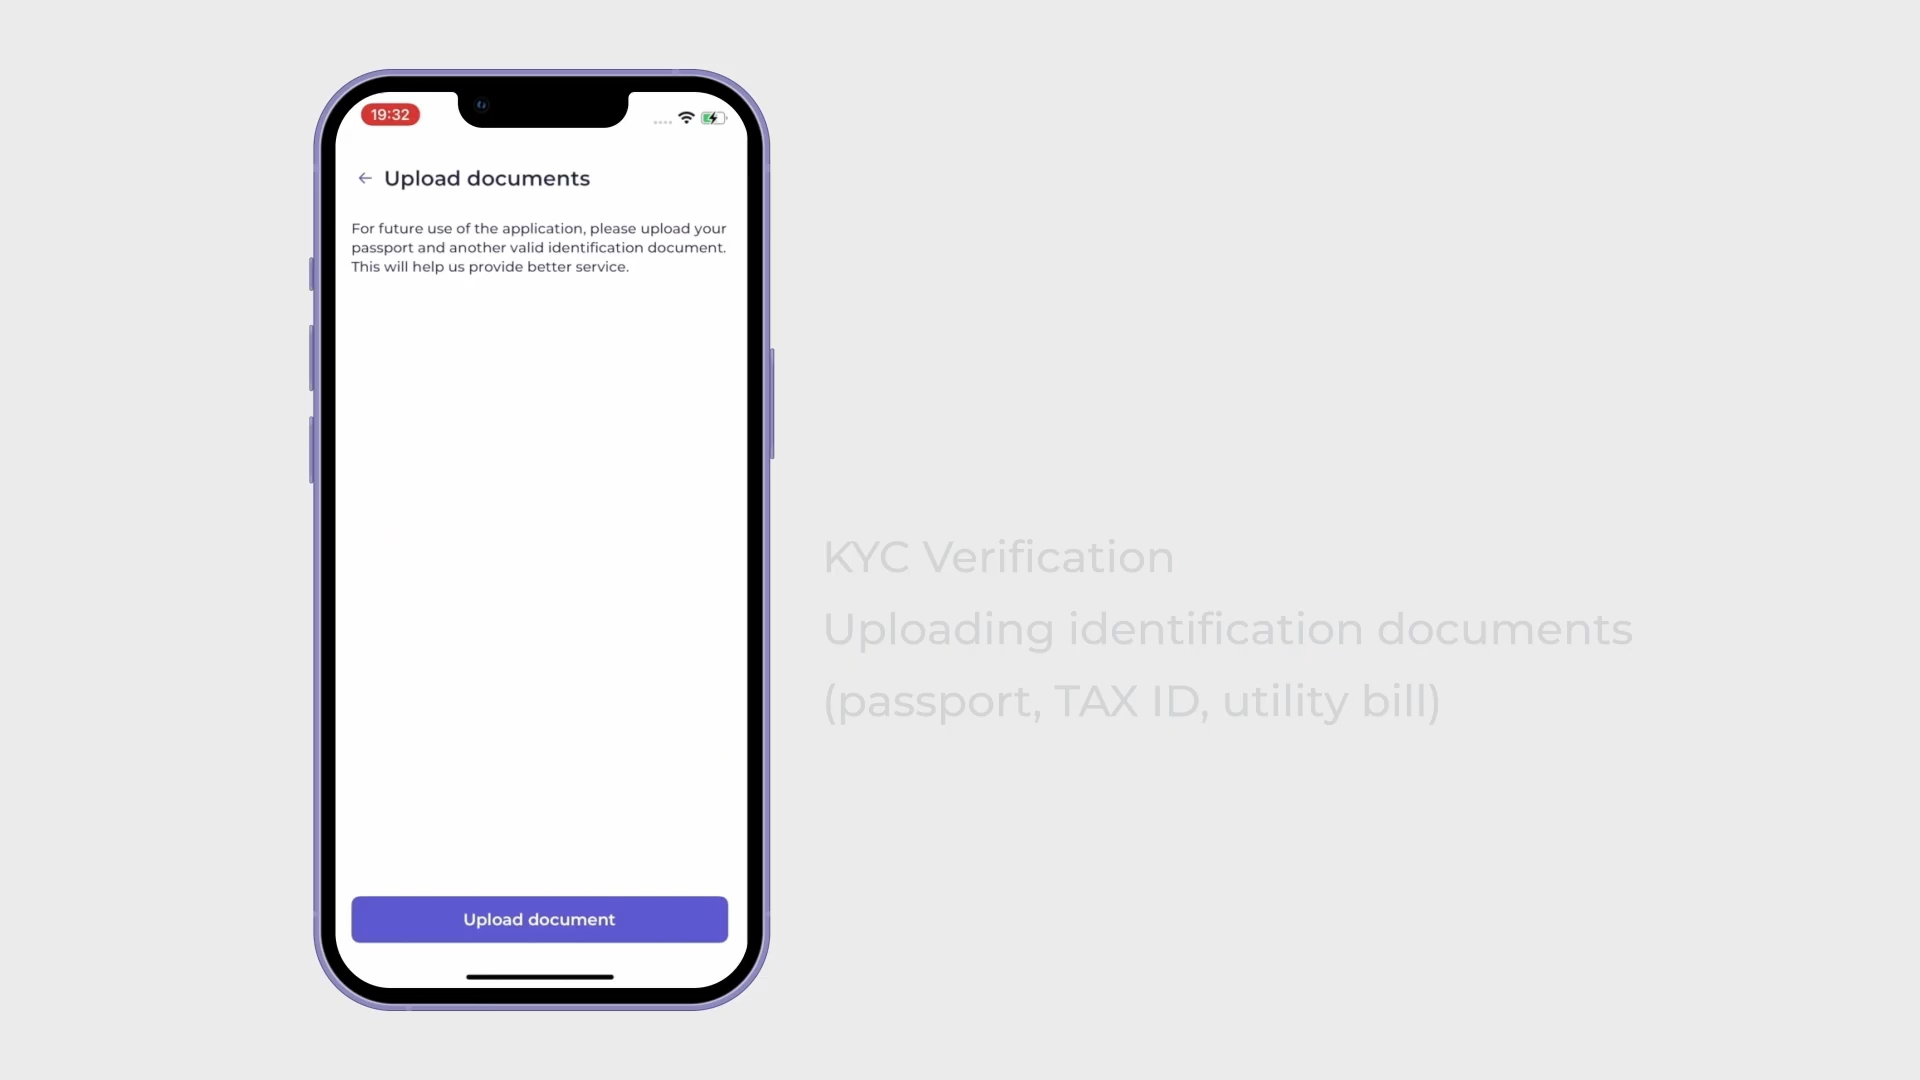 19:32
Upload documents
For future use of the application, please upload your
passport and another valid identification document.
This will help us provide better service.
Upload document
KYC Verification
Uploading identification documents
(passport, TAX ID, utility bill)